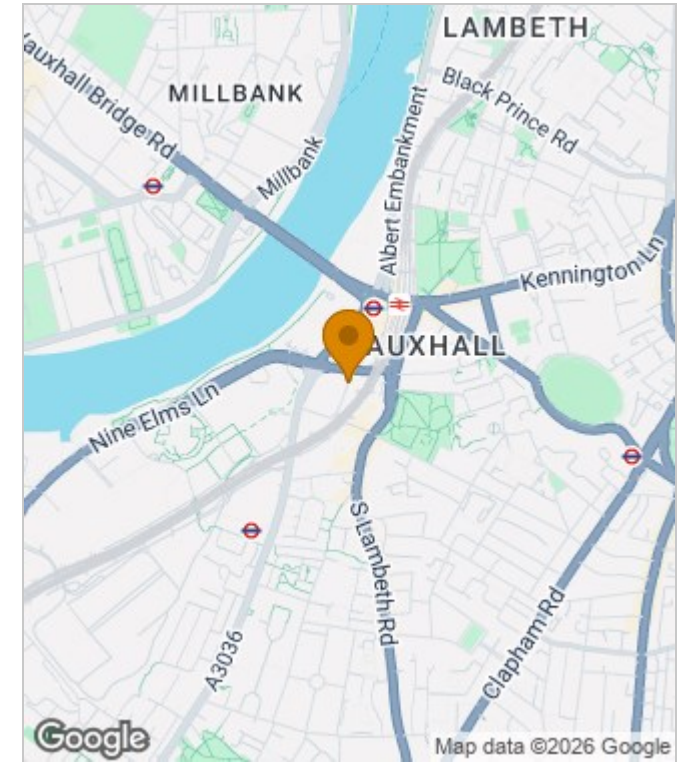 LAMBETH
auxhall Bridge Rd
MILLBANK
Black Prince Rd
Millbank
Albert Embankment
Kennington Ln
AUXHALL
Nine Elms Ln
S Lambeth Rd
A3036
Clapham Rd
Google
Map data ©2026 Google